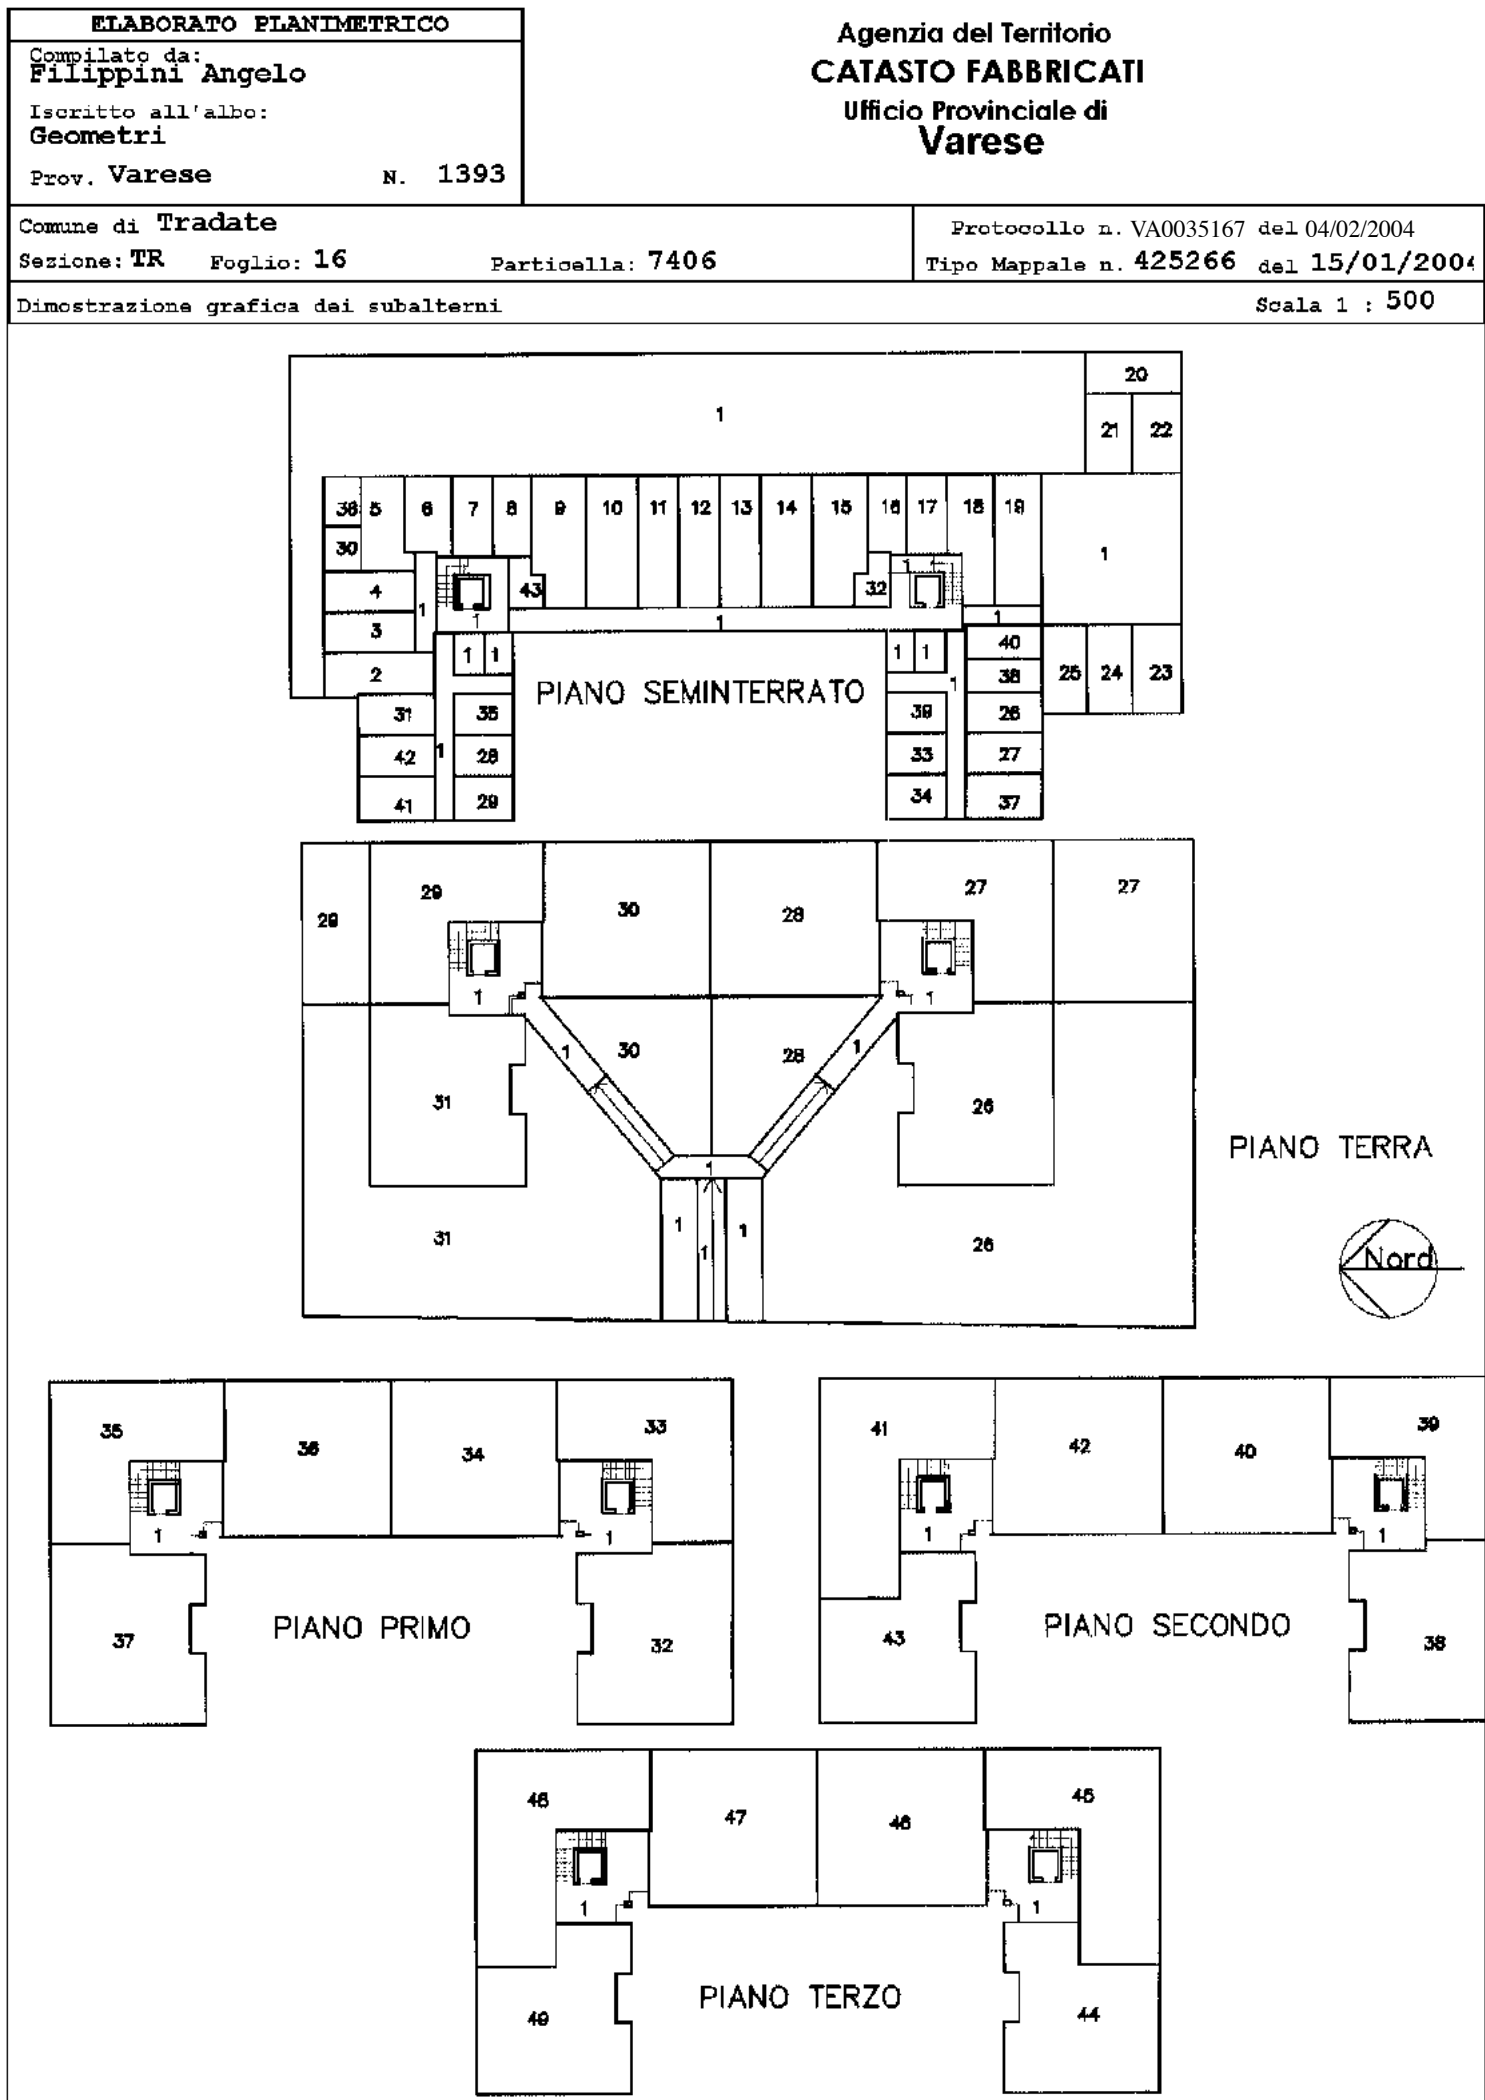 ELABORATO PLANIMETRICO
Compilato da:
Filippini Angelo
Iscritto all'albo:
Geometri
Prov. Varese N. 1393
Agenzia del Territorio
CATASTO FABBRICATI
Ufficio Provinciale di
Varese
Comune di Tradate
Sezione: TR Foglio: 16 Particella: 7406
Protocollo n. VA0035167 del 04/02/2004
Tipo Mappale n. 425266 del 15/01/2004
Dimostrazione grafica dei subalterni Scala 1 : 500
20
1
21 22
36 5 6 7 8 9 10 11 12 13 14 15 16 17 18 19
30
1
1
4 43 32
1
3 1 1 1
1 1 1 1 40
2 38 25 24 23
1
PIANO SEMINTERRATO
31 35 39 26
42 1 28 33 27
41 29 34 37
29 30 28 27 27
29
1 1
1 30 28 1
31 26
PIANO TERRA
1
31 1 1 1 26
Nord
35 36 34 33
1 1
37 PIANO PRIMO 32
41 42 40 39
1 1
43 PIANO SECONDO 38
48 47 46 45
1 1
49 PIANO TERZO 44